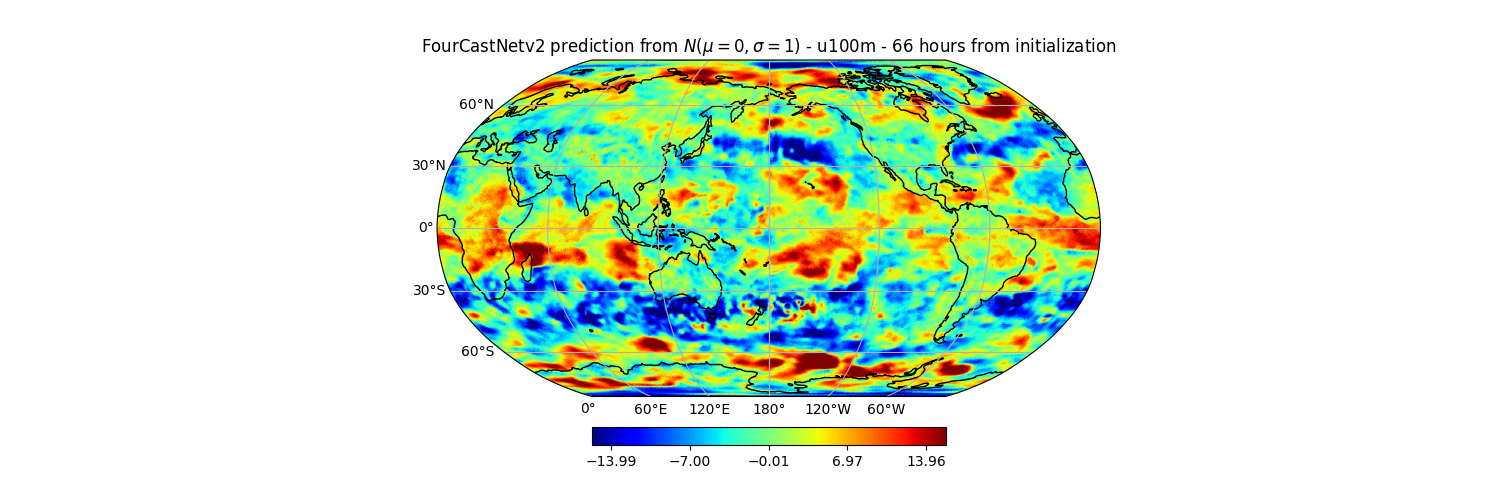 FourCastNetv2 prediction from N(μ = 0, σ = 1) - u100m - 66 hours from initialization
60°N
30°N
0°
30°S
60°S
0° 60°E 120°E 180° 120°W 60°W
−13.99 −7.00 −0.01 6.97 13.96